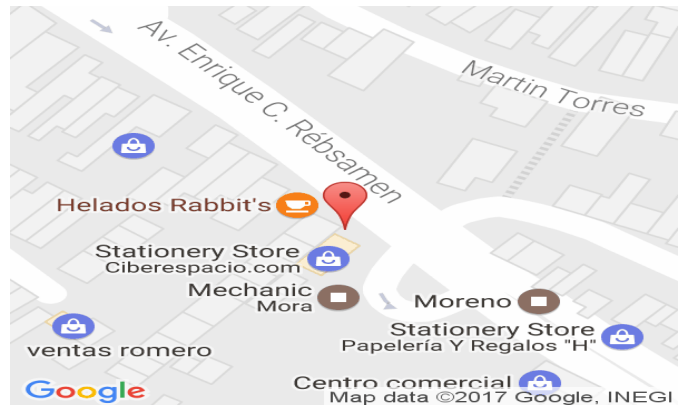 Av. Enrique C. Rébsamen
Martin Torres
Helados Rabbit's
Stationery Store
Ciberespacio.com
Mechanic
Mora
Moreno
Stationery Store
Papelería Y Regalos "H"
ventas romero
Centro comercial
Google
Map data ©2017 Google, INEGI